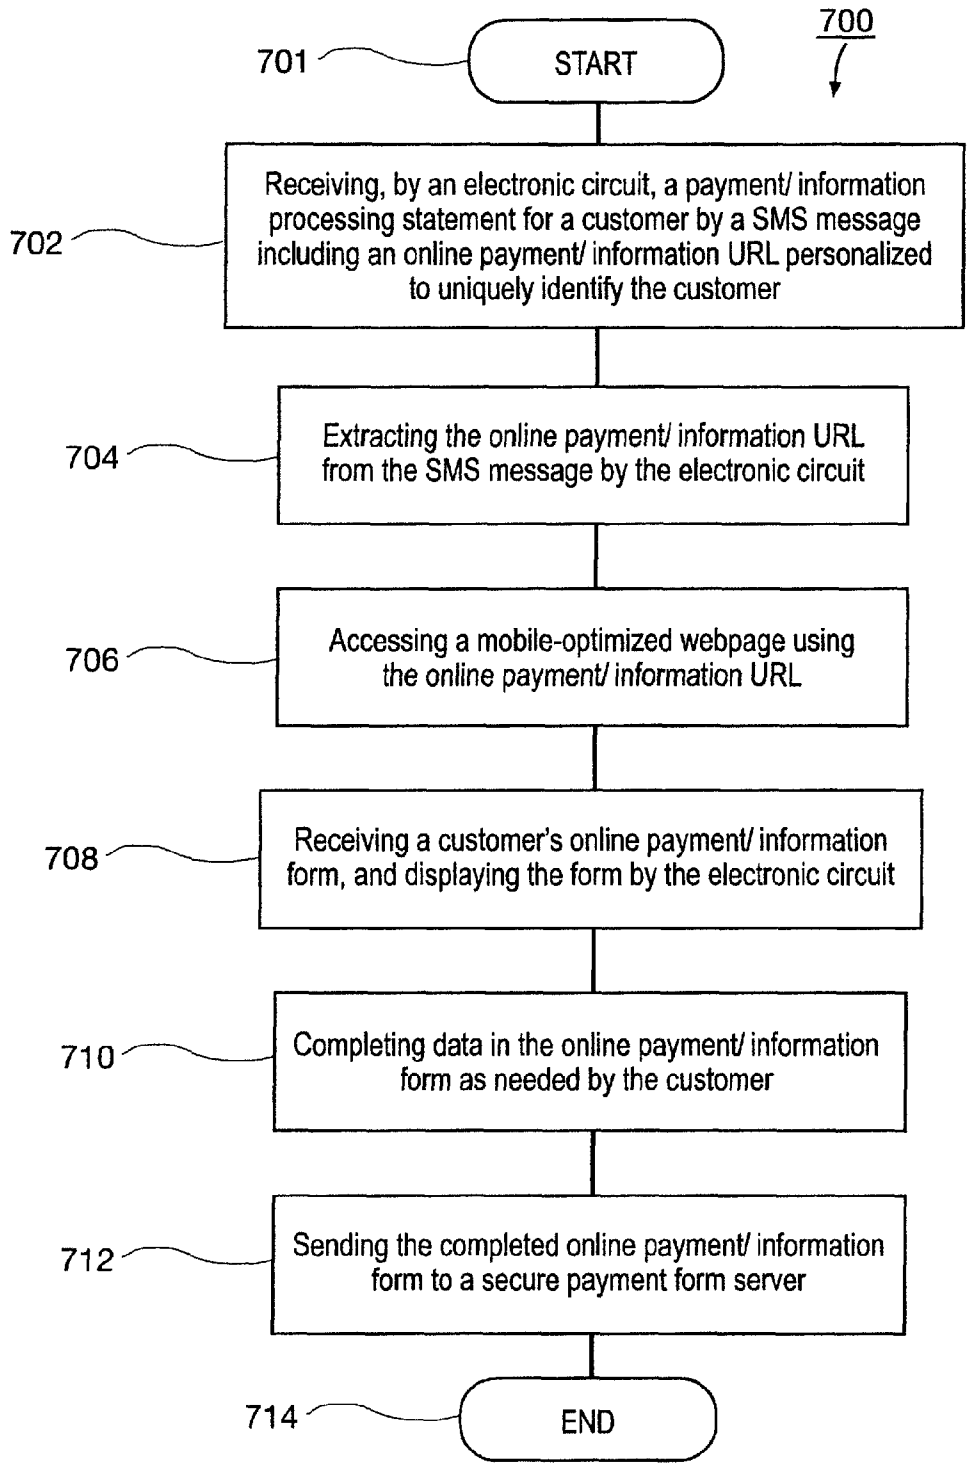 700
701
START
Receiving, by an electronic circuit, a payment/ information
processing statement for a customer by a SMS message
including an online payment/ information URL personalized
to uniquely identify the customer
702
Extracting the online payment/ information URL
from the SMS message by the electronic circuit
704
Accessing a mobile-optimized webpage using
the online payment/ information URL
706
Receiving a customer's online payment/ information
form, and displaying the form by the electronic circuit
708
Completing data in the online payment/ information
form as needed by the customer
710
Sending the completed online payment/ information
form to a secure payment form server
712
714
END